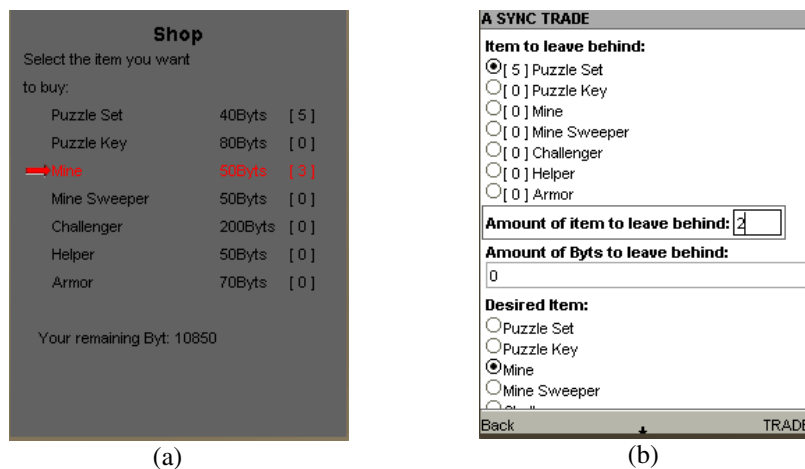 Shop
Select the item you want
to buy:
Puzzle Set 40Byts [ 5 ]
Puzzle Key 80Byts [ 0 ]
Mine 50Byts [ 3 ]
Mine Sweeper 50Byts [ 0 ]
Challenger 200Byts [ 0 ]
Helper 50Byts [ 0 ]
Armor 70Byts [ 0 ]
Your remaining Byt: 10850
(a)
A SYNC TRADE
Item to leave behind:
[ 5 ] Puzzle Set
[ 0 ] Puzzle Key
[ 0 ] Mine
[ 0 ] Mine Sweeper
[ 0 ] Challenger
[ 0 ] Helper
[ 0 ] Armor
Amount of item to leave behind: 2
Amount of Byts to leave behind:
0
Desired Item:
Puzzle Set
Puzzle Key
Mine
Mine Sweeper
Back TRADE
(b)